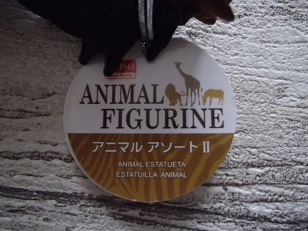 ANIMAL
FIGURINE
アニマル アソートⅡ
ANIMAL ESTATUETA
ESTATUILLA ANIMAL